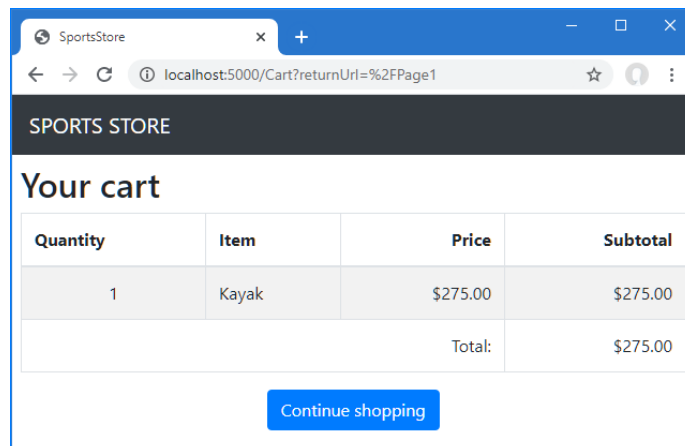 SportsStore
localhost:5000/Cart?returnUrl=%2FPage1
SPORTS STORE
Your cart
Quantity Item Price Subtotal
1 Kayak $275.00 $275.00
Total: $275.00
Continue shopping